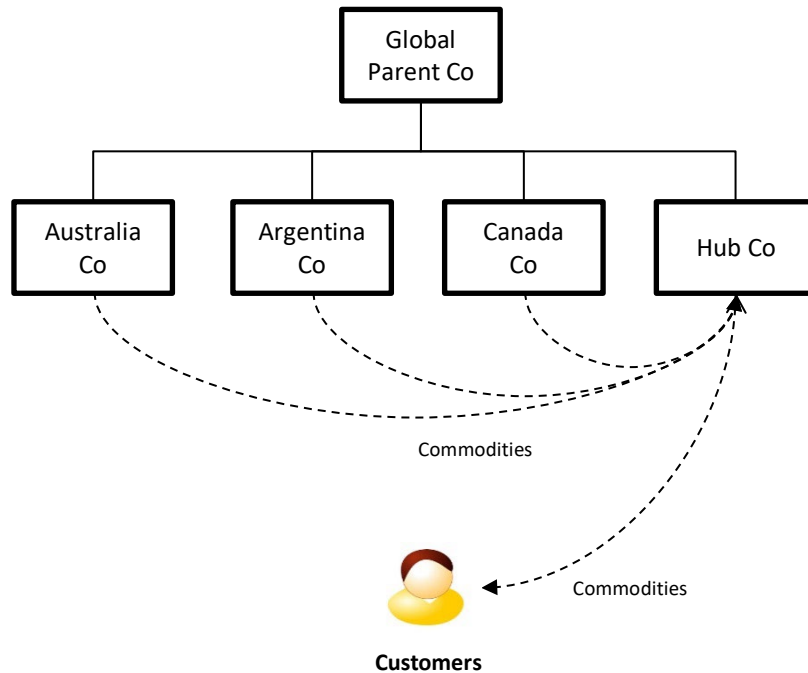 Global
Parent Co
Australia
Co
Argentina
Co
Canada
Co
Hub Co
Commodities
Commodities
Customers